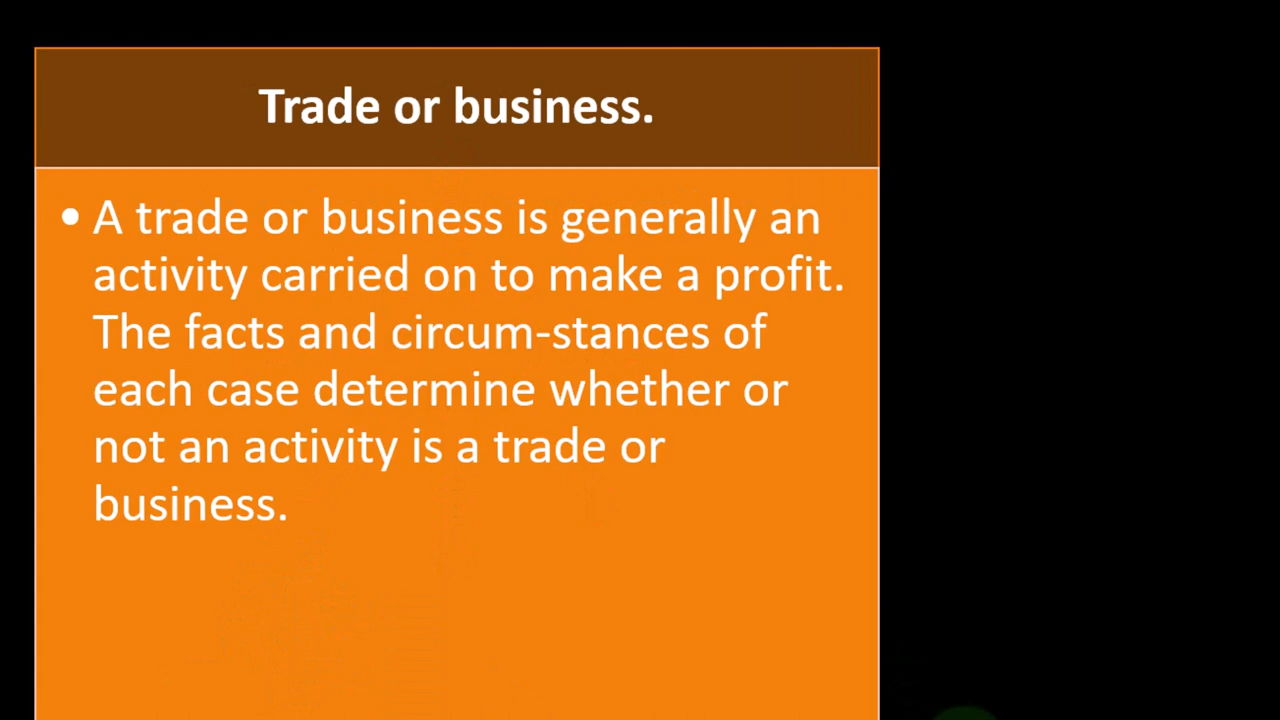 Trade or business.
• A trade or business is generally an
activity carried on to make a profit.
The facts and circum-stances of
each case determine whether or
not an activity is a trade or
business.